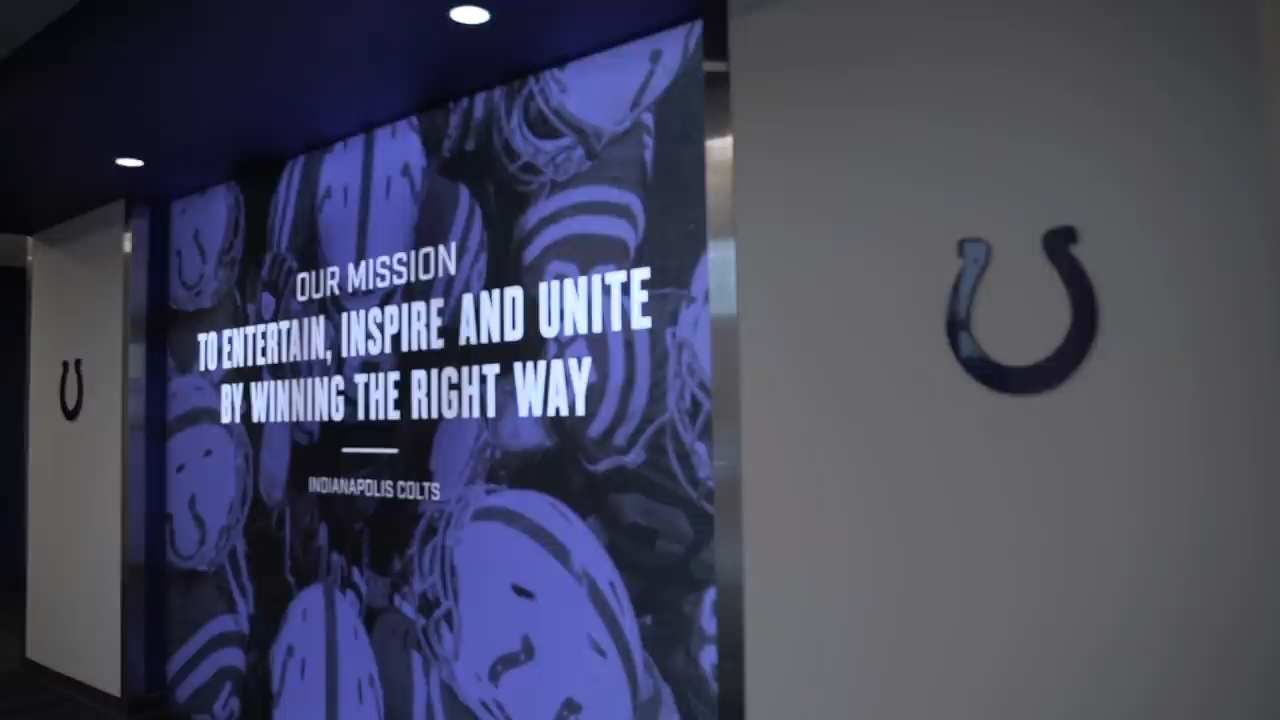 OUR MISSION
TO ENTERTAIN, INSPIRE AND UNITE
BY WINNING THE RIGHT WAY
INDIANAPOLIS COLTS